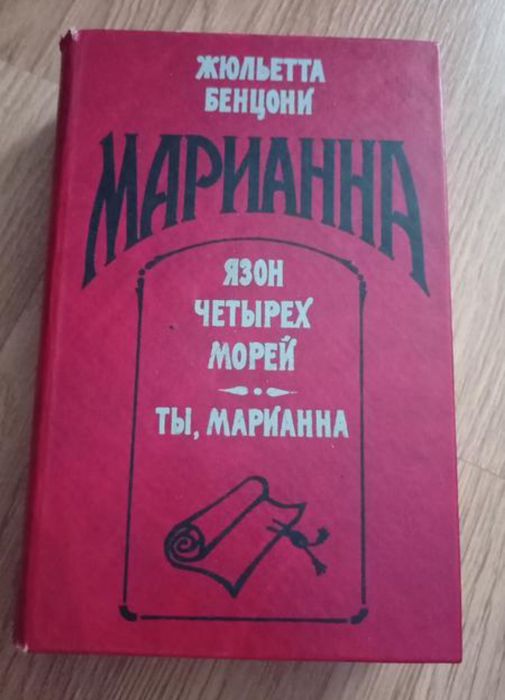 ЖЮЛЬЕТТА
БЕНЦОНИ
МАРИАННА
ЯЗОН
ЧЕТЫРЕХ
МОРЕЙ
ТЫ, МАРИАННА